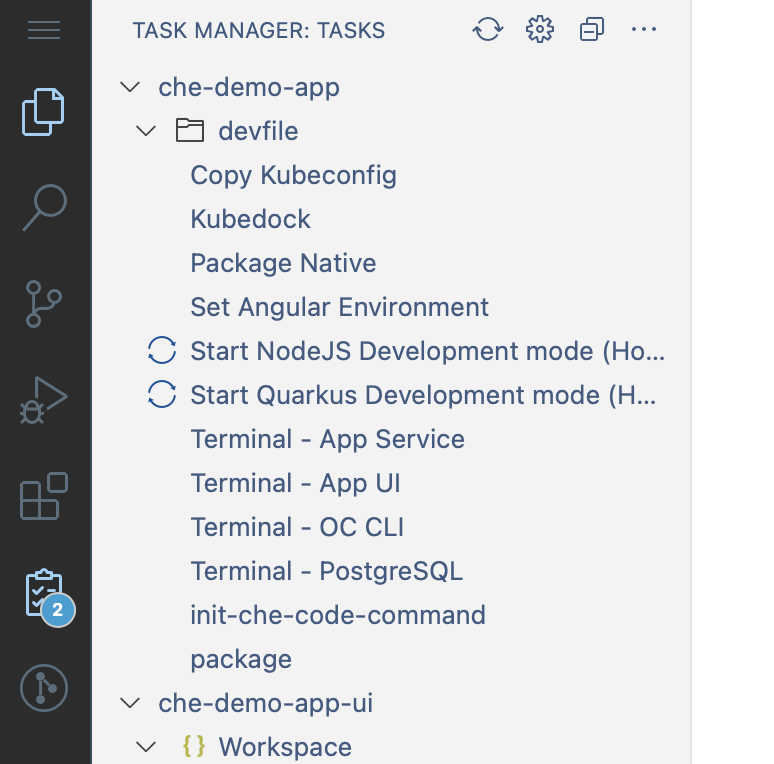 TASK MANAGER: TASKS
che-demo-app
devfile
Copy Kubeconfig
Kubedock
Package Native
Set Angular Environment
Start NodeJS Development mode (Ho...
Start Quarkus Development mode (H...
Terminal - App Service
Terminal - App UI
Terminal - OC CLI
Terminal - PostgreSQL
2
init-che-code-command
package
che-demo-app-ui
{} Workspace